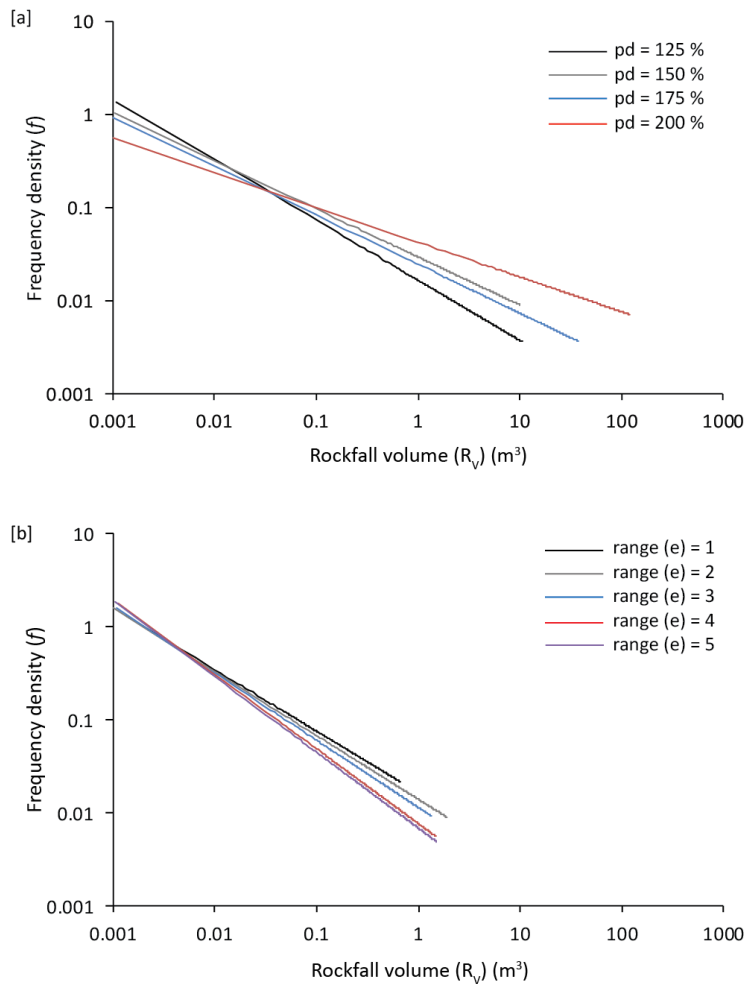 [a]
10
1
0.1
0.01
0.001
Frequency density (ƒ)
pd = 125 %
pd = 150 %
pd = 175 %
pd = 200 %
0.001 0.01 0.1 1 10 100 1000
Rockfall volume (RV) (m³)
[b]
10
1
0.1
0.01
0.001
Frequency density (ƒ)
range (e) = 1
range (e) = 2
range (e) = 3
range (e) = 4
range (e) = 5
0.001 0.01 0.1 1 10 100 1000
Rockfall volume (RV) (m³)